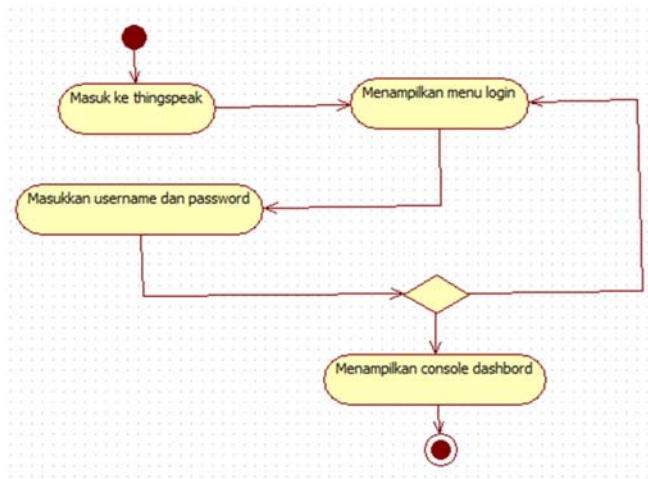 Masuk ke thingspeak
Menampilkan menu login
Masukkan username dan password
Menampilkan console dashbord